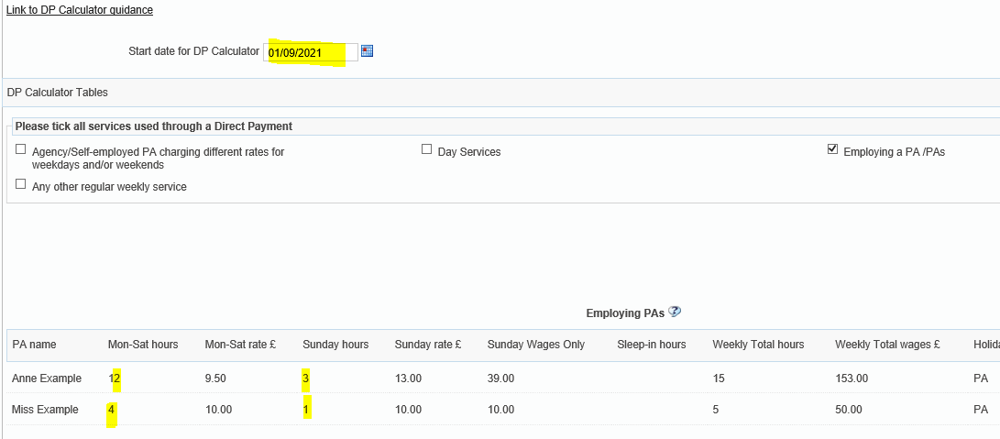 Link to DP Calculator guidance
Start date for DP Calculator 01/09/2021
DP Calculator Tables
Please tick all services used through a Direct Payment
Agency/Self-employed PA charging different rates for weekdays and/or weekends
Day Services
Employing a PA /PAs
Any other regular weekly service
Employing PAs ?
PA name Mon-Sat hours Mon-Sat rate £ Sunday hours Sunday rate £ Sunday Wages Only Sleep-in hours Weekly Total hours Weekly Total wages £ Holida
Anne Example 12 9.50 3 13.00 39.00 15 153.00 PA
Miss Example 4 10.00 1 10.00 10.00 5 50.00 PA